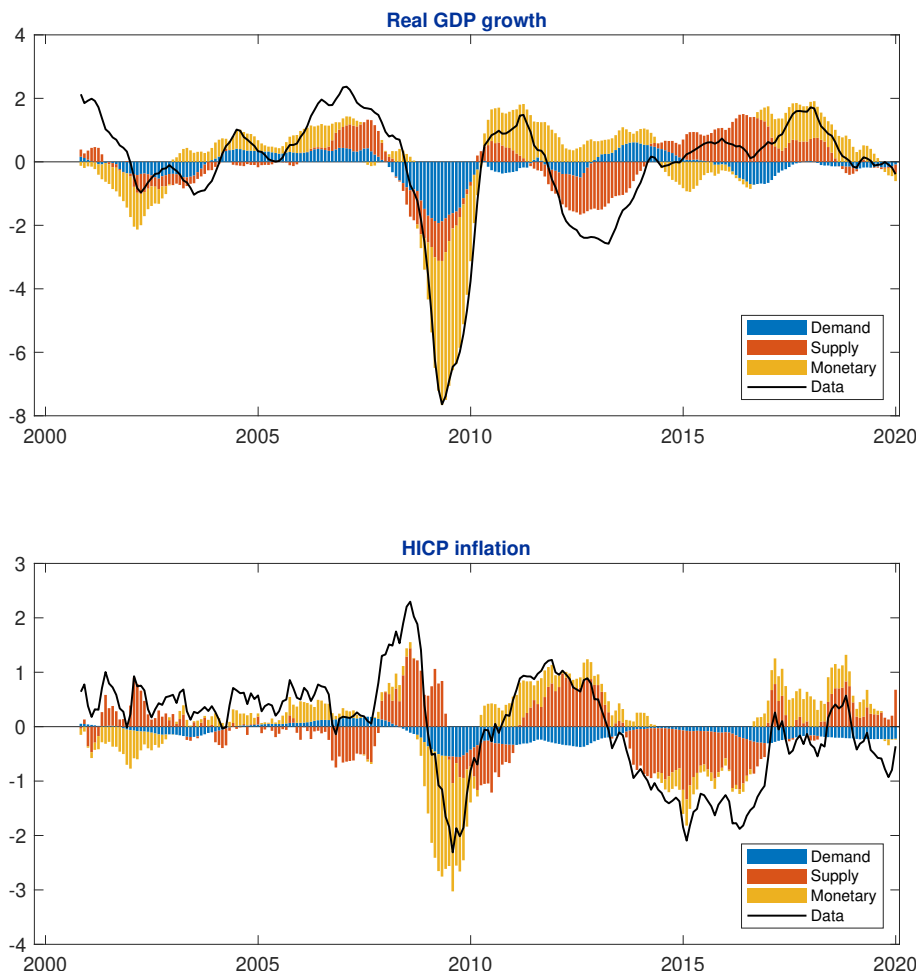 Real GDP growth
4
2
0
-2
-4
-6
-8
2000
2005
2010
2015
2020
Demand
Supply
Monetary
Data
HICP inflation
3
2
1
0
-1
-2
-3
-4
2000
2005
2010
2015
2020
Demand
Supply
Monetary
Data